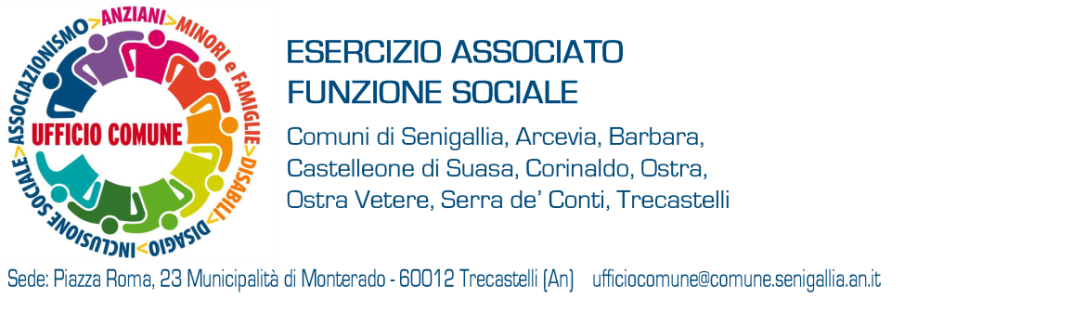 ASSOCIAZIONISMO>ANZIANI>MINORI e FAMIGLIE>DISABILI>DISAGIO>INCLUSIONE SOCIALE>
UFFICIO COMUNE
ESERCIZIO ASSOCIATO
FUNZIONE SOCIALE
Comuni di Senigallia, Arcevia, Barbara,
Castelleone di Suasa, Corinaldo, Ostra,
Ostra Vetere, Serra de' Conti, Trecastelli
Sede: Piazza Roma, 23 Municipalità di Monterado - 60012 Trecastelli (An) ufficiocomune@comune.senigallia.an.it